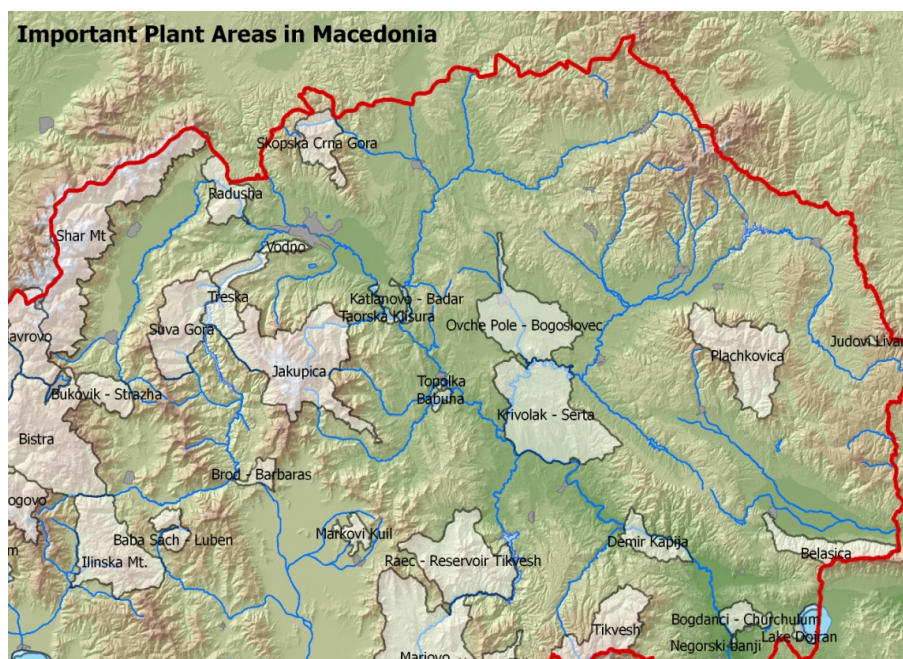 Important Plant Areas in Macedonia
Skopska Crna Gora
Radusha
Shar Mt
Vodno
Treska
Katlanovo - Badar
Taorska Klisura
Suva Gora
Ovche Pole - Bogoslovec
avrovo
Judovi Livad
Plachkovica
Jakupica
Topolka
Babuna
Bukovik - Strazha
Krivolak - Serta
Bistra
Brod - Barbaras
ogovo
Markovi Kuli
Baba Sach - Luben
Demir Kapija
m
Ilinska Mt.
Raec - Reservoir Tikvesh
Belasica
Bogdanci - Churchulum
Tikvesh
Lake Dojran
Negorski Banji
Mariovo